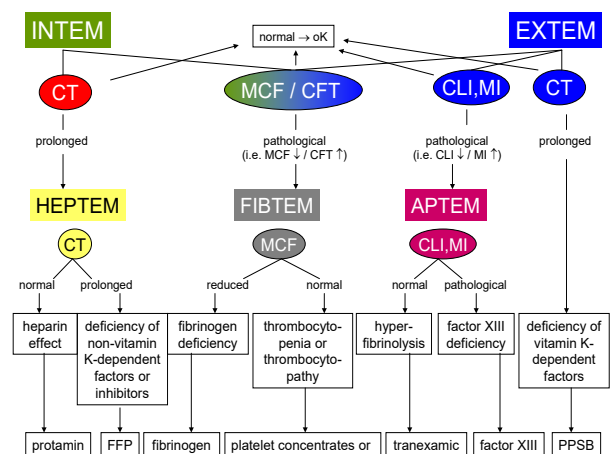 INTEM
normal → oK
EXTEM
CT
MCF / CFT
CLI,MI
CT
prolonged
pathological
(i.e. MCF ↓ / CFT ↑)
pathological
(i.e. CLI ↓ / MI ↑)
prolonged
HEPTEM
FIBTEM
APTEM
CT
MCF
CLI,MI
normal
prolonged
reduced
normal
normal
pathological
heparin
effect
deficiency of
non-vitamin
K-dependent
factors or
inhibitors
fibrinogen
deficiency
thrombocyto-
penia or
thrombocyto-
pathy
hyper-
fibrinolysis
factor XIII
deficiency
deficiency of
vitamin K-
dependent
factors
protamin
FFP
fibrinogen
platelet concentrates or
tranexamic
factor XIII
PPSB